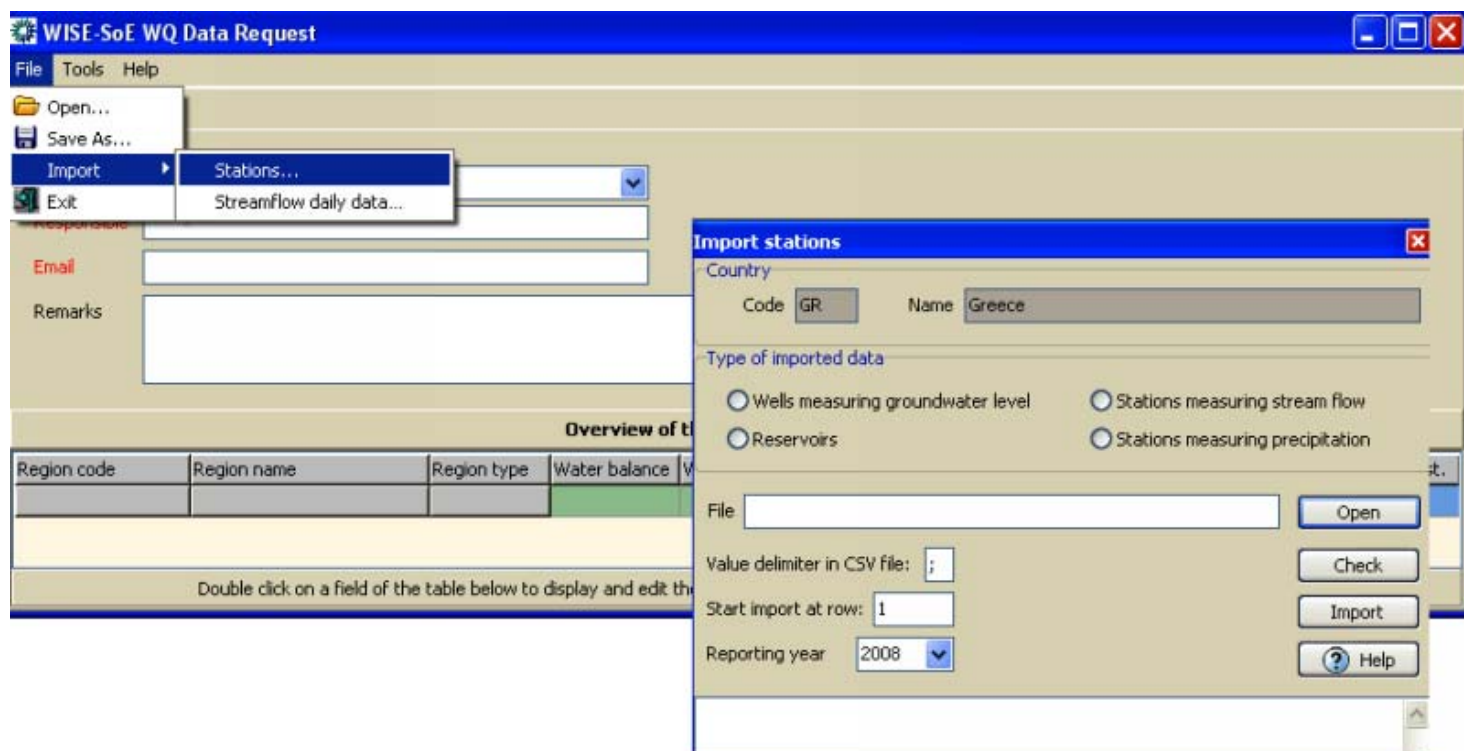 WISE-SoE WQ Data Request
File Tools Help
Open...
Save As...
Import
Stations...
Exit
Streamflow daily data...
Responsible
Email
Remarks
Overview of
Region code Region name Region type Water balance
st.
Double click on a field of the table below to display and edit
Import stations
Country
Code GR Name Greece
Type of imported data
Wells measuring groundwater level Stations measuring stream flow
Reservoirs Stations measuring precipitation
File Open
Value delimiter in CSV file: ; Check
Start import at row: 1 Import
Reporting year 2008 Help